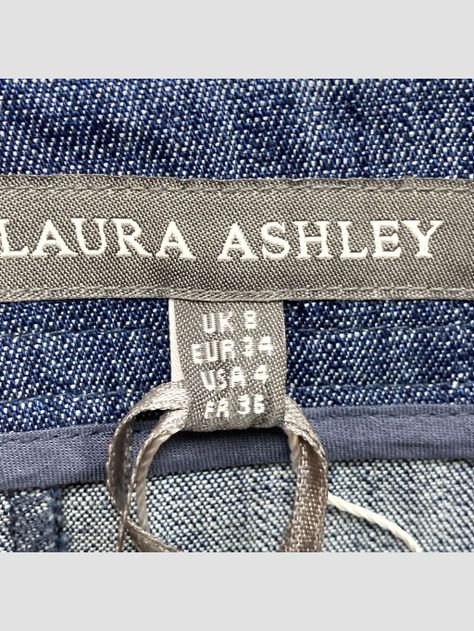 LAURA ASHLEY
UK 8
EUR 34
USA 4
FR 36